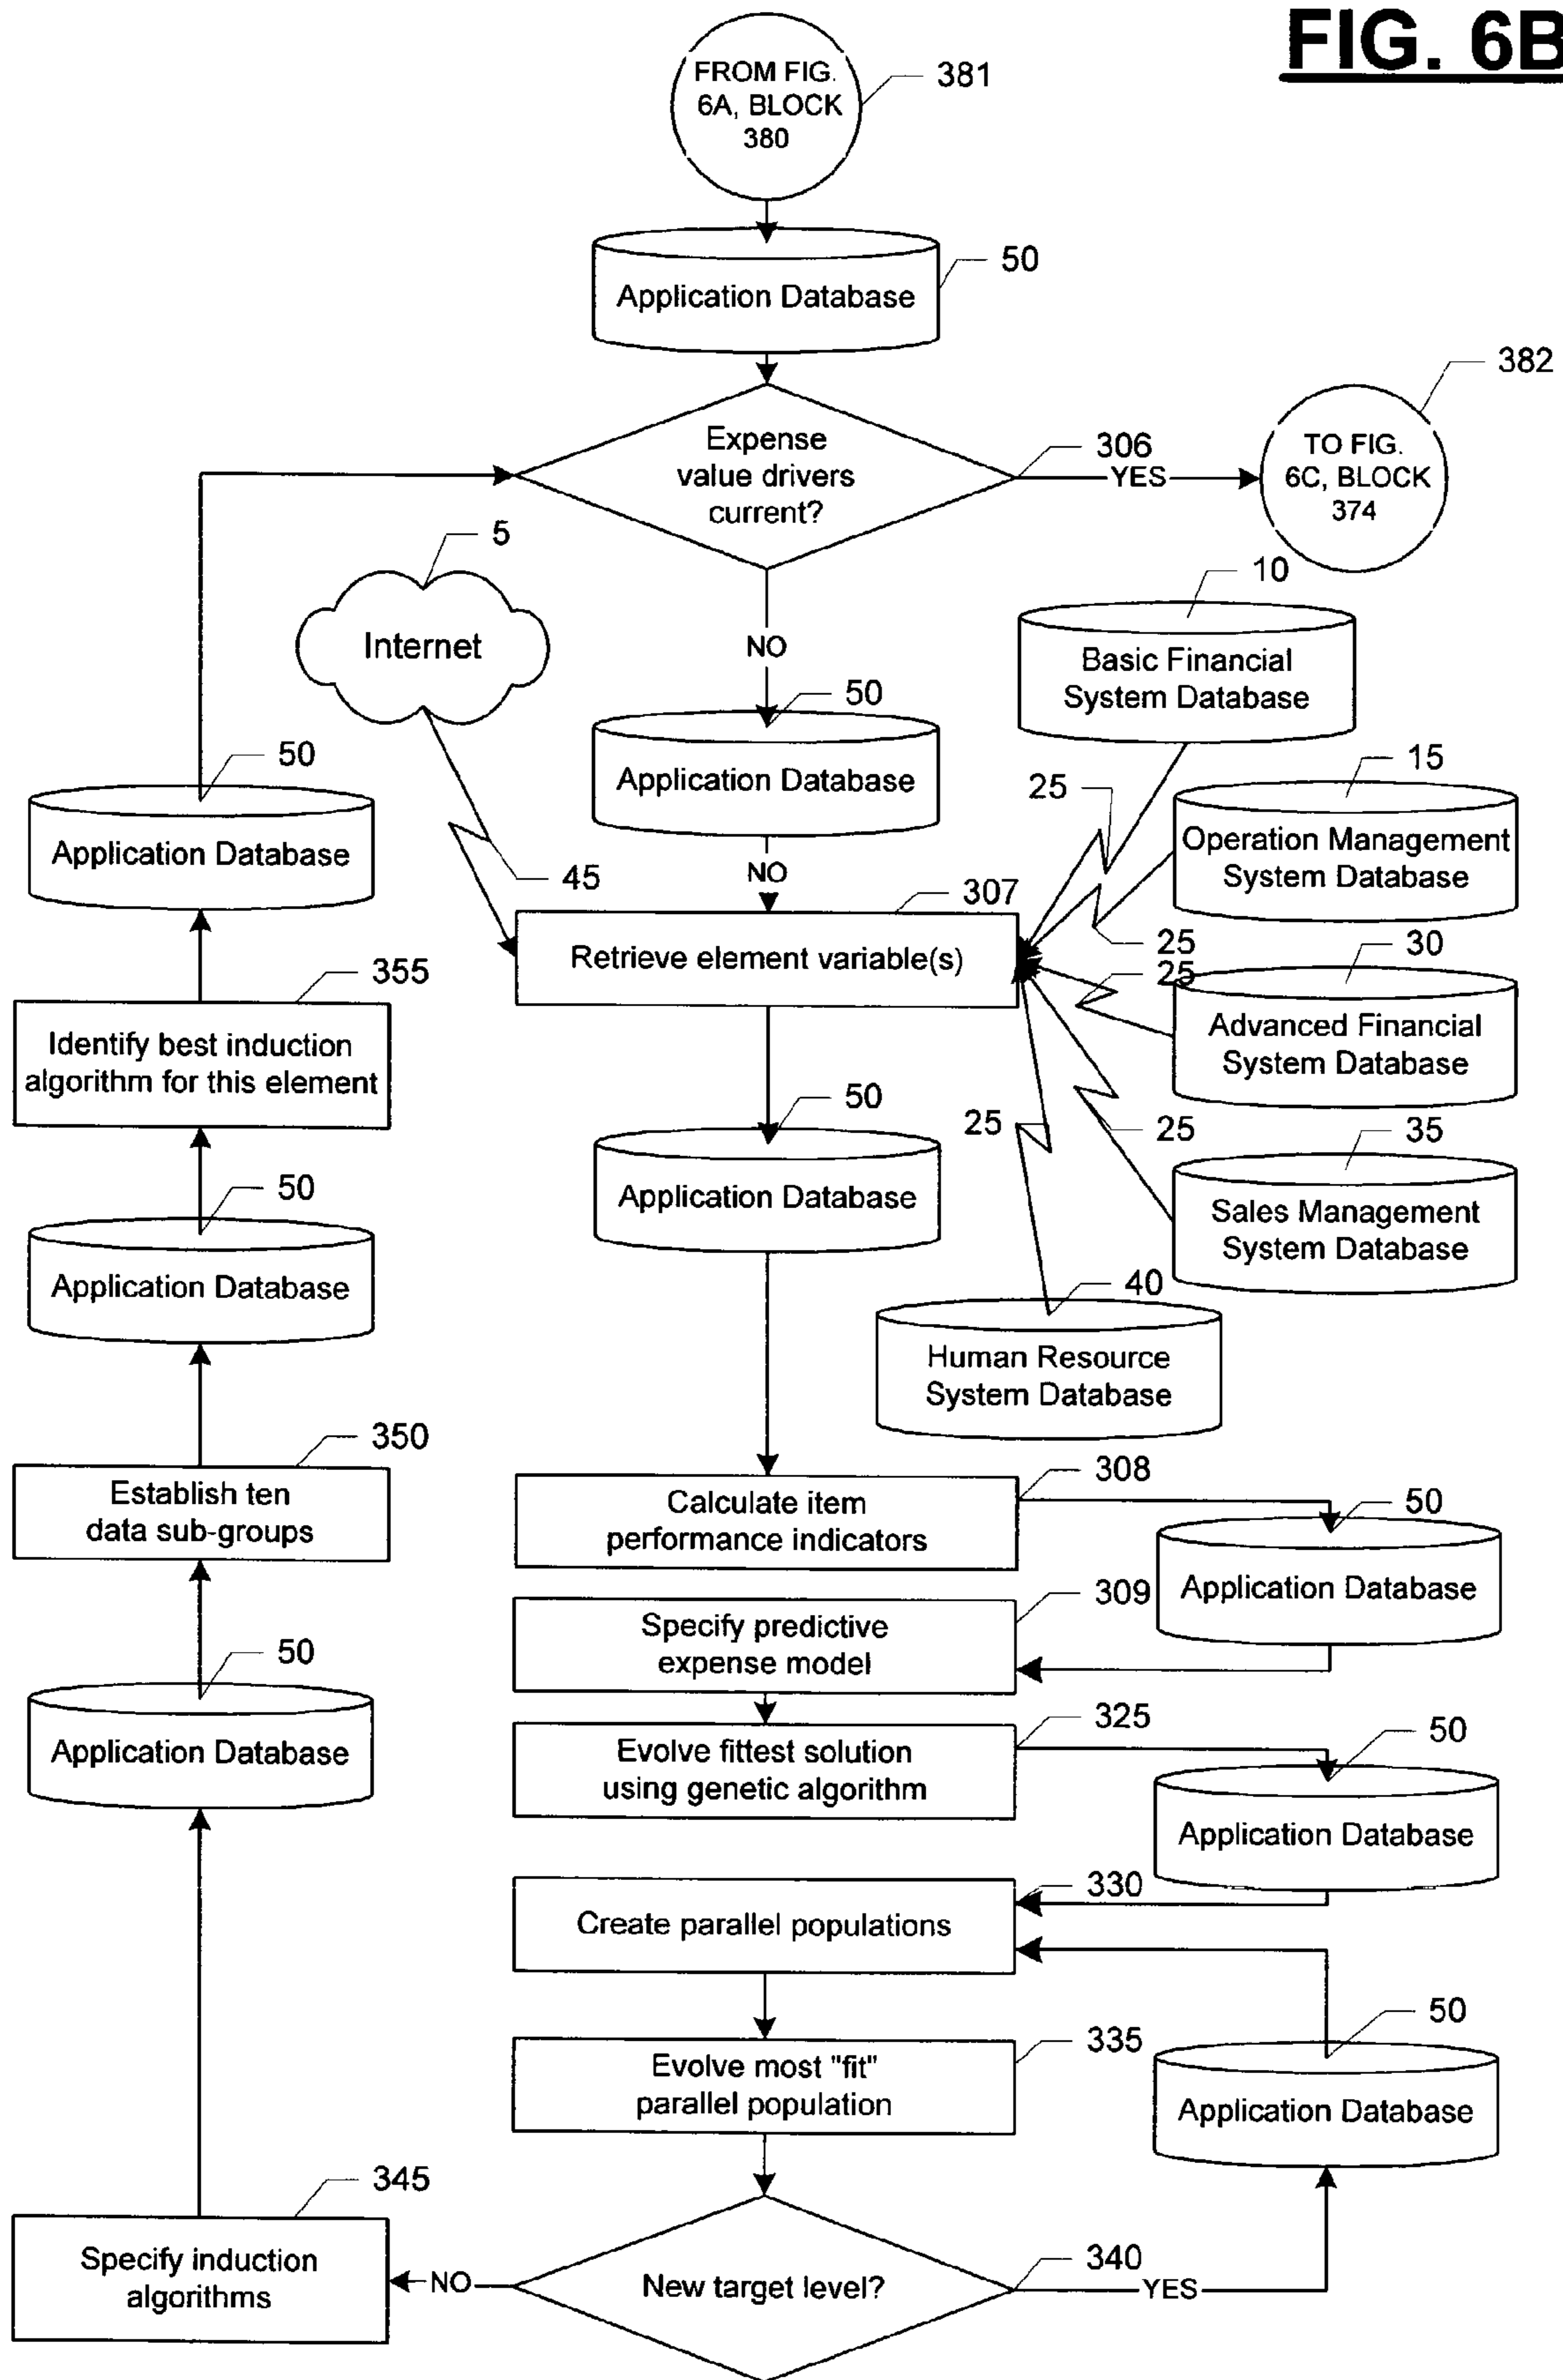 FIG. 6B
FROM FIG.
6A, BLOCK
380
381
Application Database
50
Expense
value drivers
current?
306
YES
TO FIG.
6C, BLOCK
374
382
5
Internet
45
NO
50
Application Database
NO
10
Basic Financial
System Database
25
15
Operation Management
System Database
25
30
25
Advanced Financial
System Database
35
25
Sales Management
System Database
25
40
Human Resource
System Database
307
Retrieve element variable(s)
50
Application Database
308
Calculate item
performance indicators
50
Application Database
309
Specify predictive
expense model
325
Evolve fittest solution
using genetic algorithm
50
Application Database
330
Create parallel populations
335
Evolve most "fit"
parallel population
50
Application Database
340
New target level?
YES
NO
345
Specify induction
algorithms
50
Application Database
350
Establish ten
data sub-groups
50
Application Database
355
Identify best induction
algorithm for this element
50
Application Database